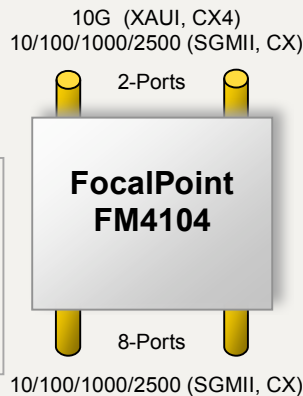 10G (XAUI, CX4)
10/100/1000/2500 (SGMII, CX)
2-Ports
FocalPoint
FM4104
8-Ports
10/100/1000/2500 (SGMII, CX)